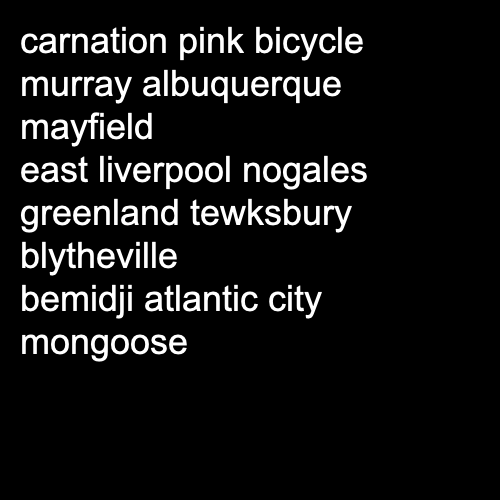 carnation pink bicycle
murray albuquerque
mayfield
east liverpool nogales
greenland tewksbury
blytheville
bemidji atlantic city
mongoose